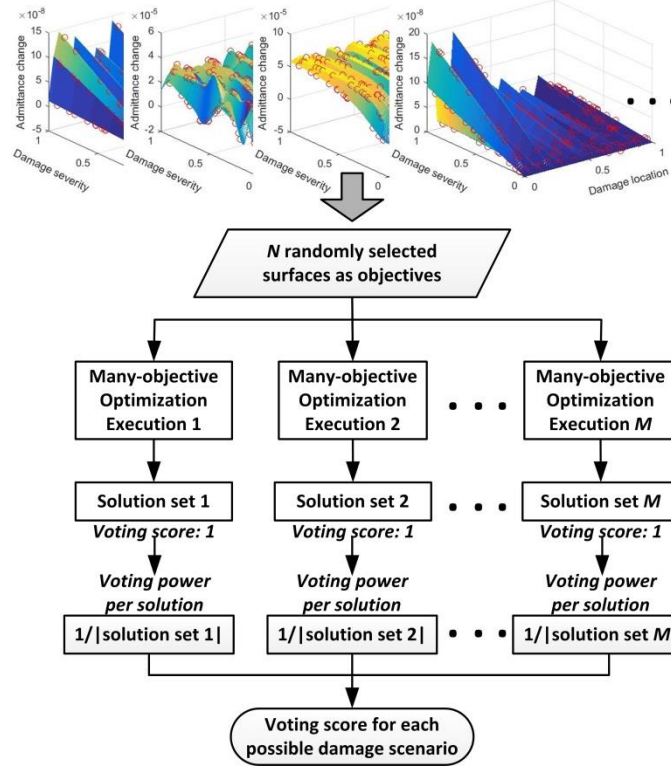 ×10⁻⁸
15
10
5
0
-5
Admittance change
1
0.5
Damage severity
×10⁻⁵
6
4
2
0
-2
Admittance change
1
0.5
Damage severity
×10⁻⁵
10
5
0
-5
Admittance change
1
0.5
0
Damage severity
×10⁻⁸
20
15
10
5
0
Admittance change
1
0.5
0
Damage severity
0
0.5
1
Damage location
• • •
N randomly selected
surfaces as objectives
Many-objective
Optimization
Execution 1
Many-objective
Optimization
Execution 2
• • •
Many-objective
Optimization
Execution M
Solution set 1
Solution set 2
• • •
Solution set M
Voting score: 1
Voting score: 1
Voting score: 1
Voting power
per solution
Voting power
per solution
Voting power
per solution
1/|solution set 1|
1/|solution set 2|
• • •
1/|solution set M|
Voting score for each
possible damage scenario